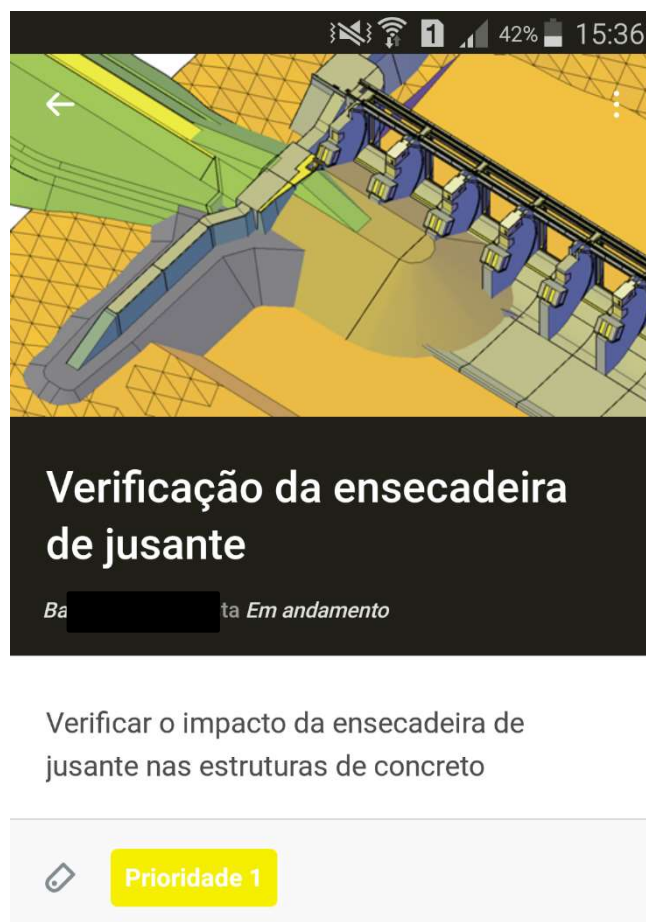 1 42% 15:36
Verificação da ensecadeira
de jusante
Ba ta Em andamento
Verificar o impacto da ensecadeira de
jusante nas estruturas de concreto
Prioridade 1